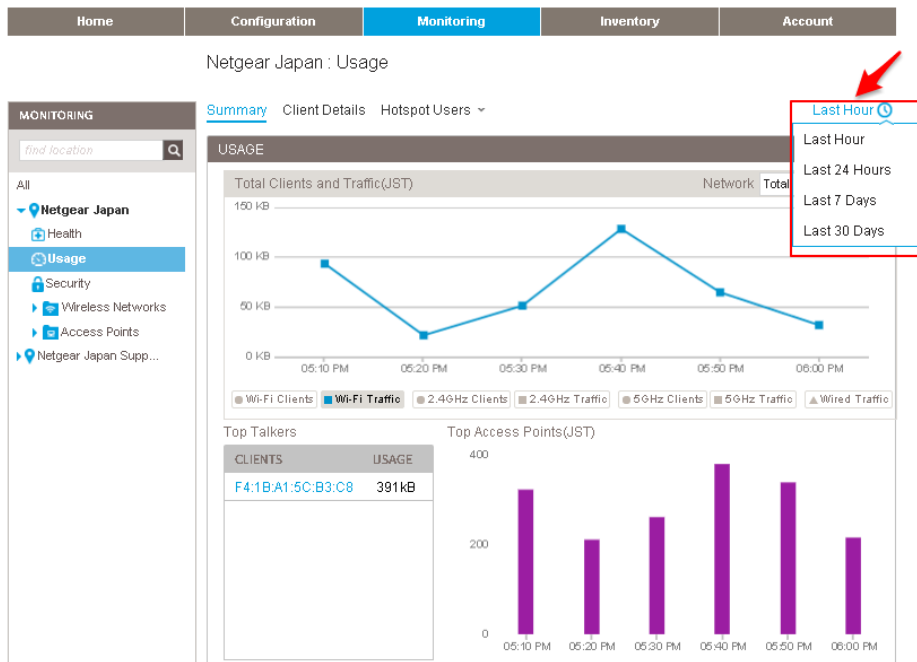 Home Configuration Monitoring Inventory Account
Netgear Japan : Usage
MONITORING
find location
All
Netgear Japan
Health
Usage
Security
Wireless Networks
Access Points
Netgear Japan Supp...
Summary Client Details Hotspot Users
Last Hour
Last Hour
Last 24 Hours
Last 7 Days
Last 30 Days
USAGE
Total Clients and Traffic(JST) Network Total
150 KB
100 KB
50 KB
0 KB
05:10 PM 05:20 PM 05:30 PM 05:40 PM 05:50 PM 06:00 PM
Wi-Fi Clients Wi-Fi Traffic 2.4GHz Clients 2.4GHz Traffic 5GHz Clients 5GHz Traffic Wired Traffic
Top Talkers
CLIENTS USAGE
F4:1B:A1:5C:B3:C8 391kB
Top Access Points(JST)
400
200
0
05:10 PM 05:20 PM 05:30 PM 05:40 PM 05:50 PM 06:00 PM